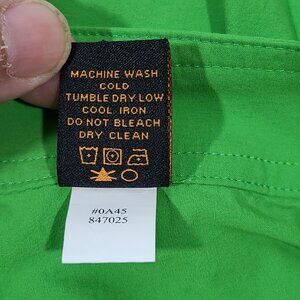 MACHINE WASH
COLD
TUMBLE DRY LOW
COOL IRON
DO NOT BLEACH
DRY CLEAN
#0A45
847025